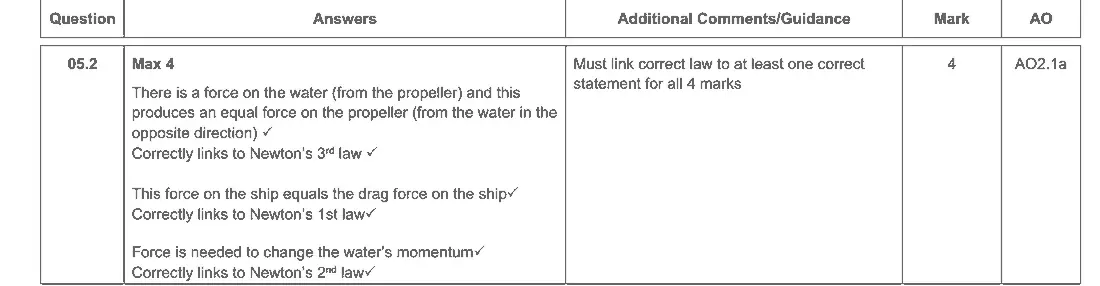 Question Answers Additional Comments/Guidance Mark AO
05.2 Max 4 Must link correct law to at least one correct 4 AO2.1a
statement for all 4 marks
There is a force on the water (from the propeller) and this
produces an equal force on the propeller (from the water in the
opposite direction) ✓
Correctly links to Newton's 3rd law ✓
This force on the ship equals the drag force on the ship✓
Correctly links to Newton's 1st law✓
Force is needed to change the water's momentum✓
Correctly links to Newton's 2nd law✓